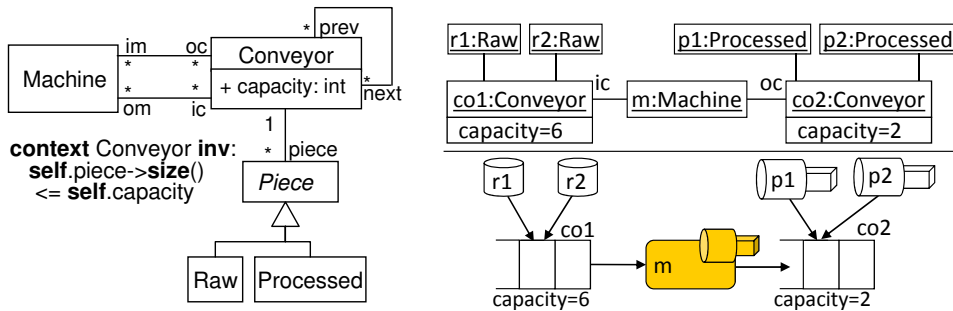 prev
*
im
oc
Conveyor
Machine
*
*
+ capacity: int
*
next
*
*
om
ic
1
context Conveyor inv:
self.piece->size()
<= self.capacity
*
piece
Piece
Raw
Processed
r1:Raw
r2:Raw
p1:Processed
p2:Processed
co1:Conveyor
ic
m:Machine
oc
co2:Conveyor
capacity=6
capacity=2
r1
r2
p1
p2
co1
co2
m
capacity=6
capacity=2